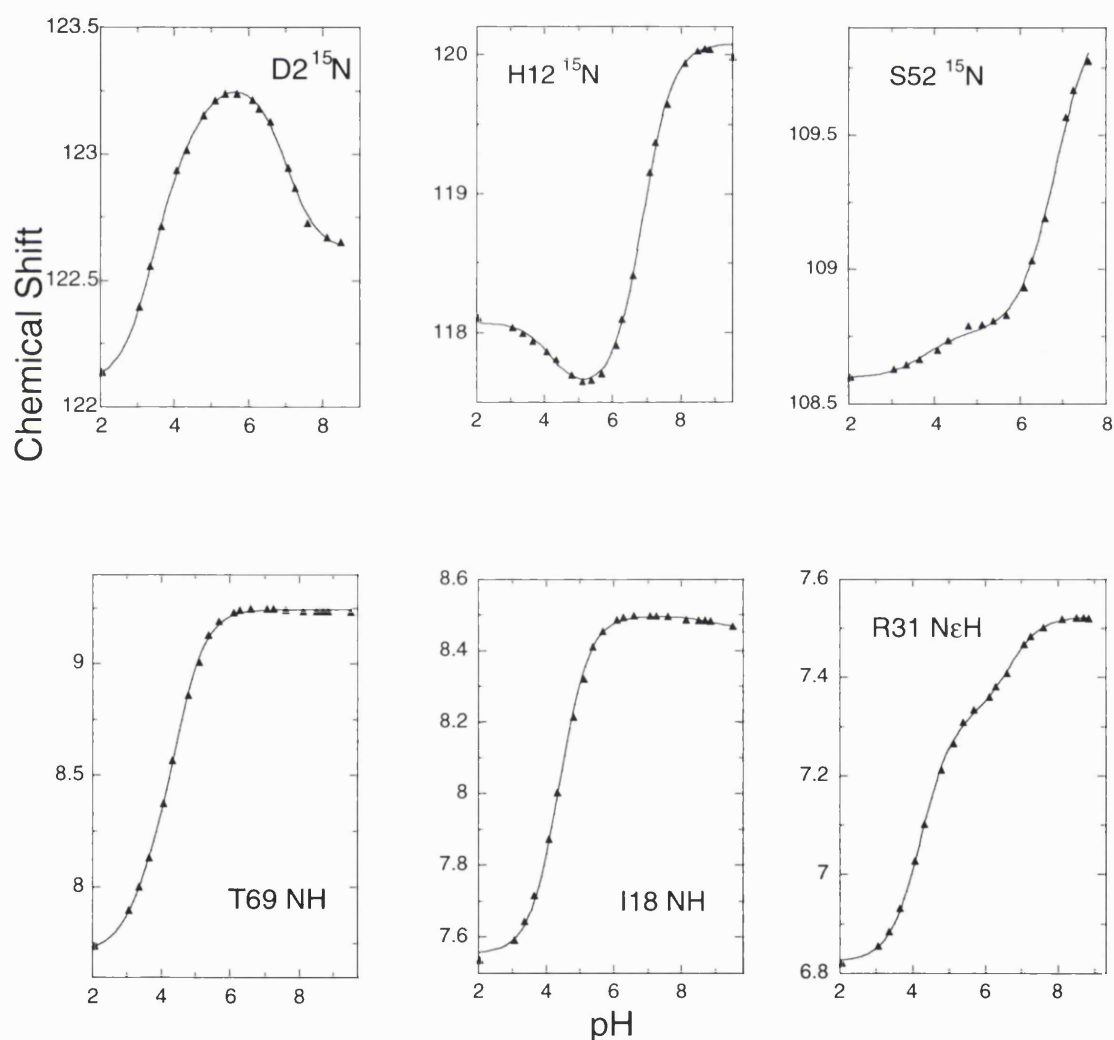 Chemical Shift
D2 ¹⁵N
123.5
123
122.5
122
2 4 6 8
H12 ¹⁵N
120
119
118
2 4 6 8
S52 ¹⁵N
109.5
109
108.5
2 4 6 8
T69 NH
9
8.5
8
2 4 6 8
I18 NH
8.6
8.4
8.2
8
7.8
7.6
2 4 6 8
R31 NεH
7.6
7.4
7.2
7
6.8
2 4 6 8
pH